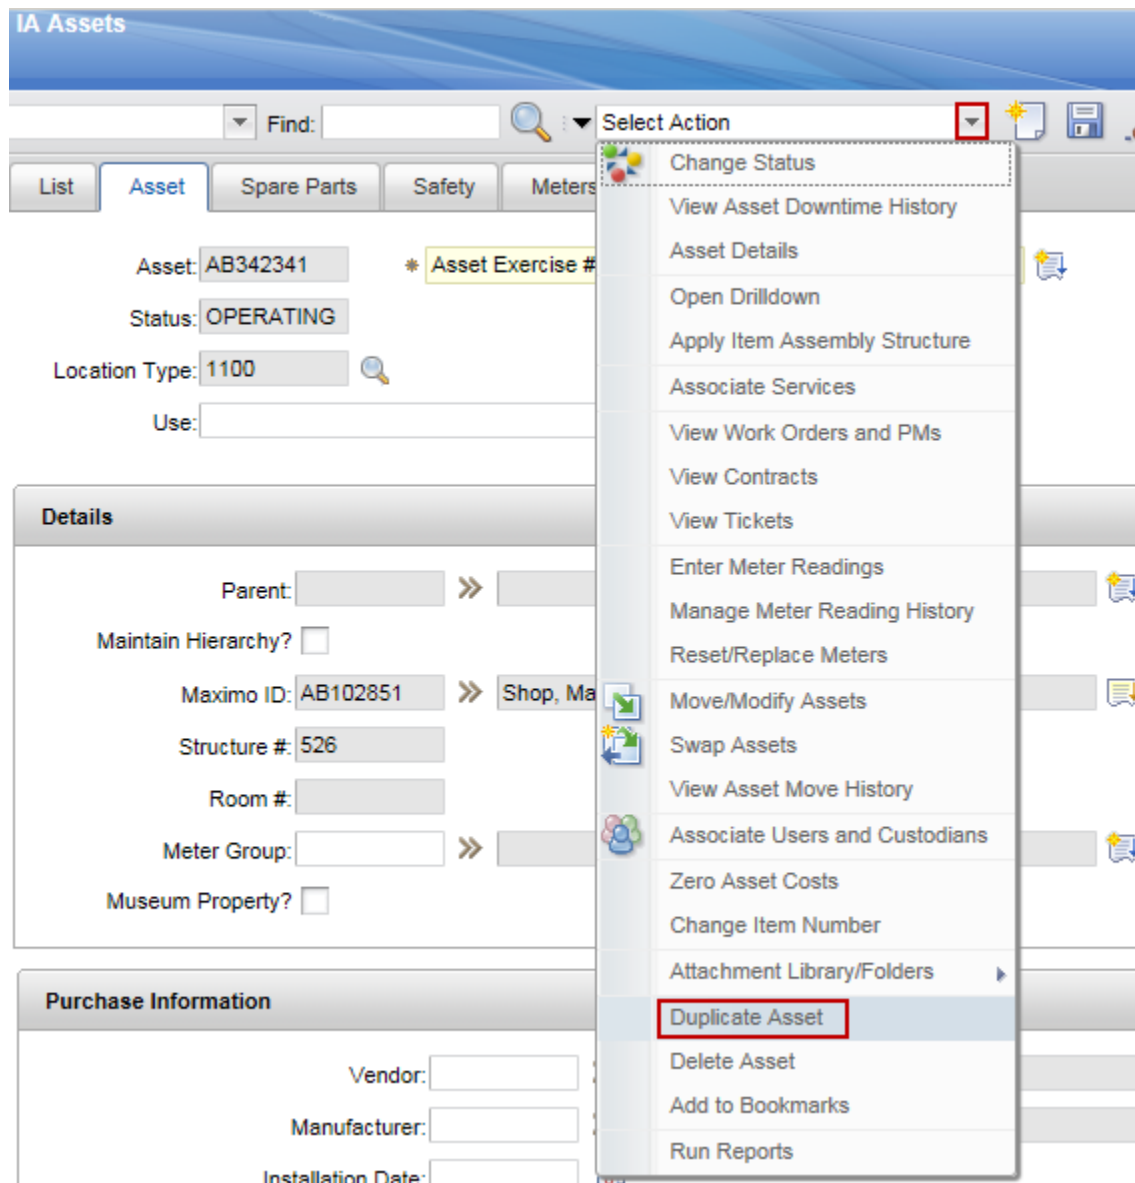 IA Assets
Find:
Select Action
List
Asset
Spare Parts
Safety
Meters
Asset: AB342341
Asset Exercise #
Status: OPERATING
Location Type: 1100
Use:
Change Status
View Asset Downtime History
Asset Details
Open Drilldown
Apply Item Assembly Structure
Associate Services
View Work Orders and PMs
View Contracts
View Tickets
Enter Meter Readings
Manage Meter Reading History
Reset/Replace Meters
Move/Modify Assets
Swap Assets
View Asset Move History
Associate Users and Custodians
Zero Asset Costs
Change Item Number
Attachment Library/Folders
Duplicate Asset
Delete Asset
Add to Bookmarks
Run Reports
Details
Parent:
Maintain Hierarchy?
Maximo ID: AB102851
Shop, Ma
Structure #: 526
Room #:
Meter Group:
Museum Property?
Purchase Information
Vendor:
Manufacturer:
Installation Date: